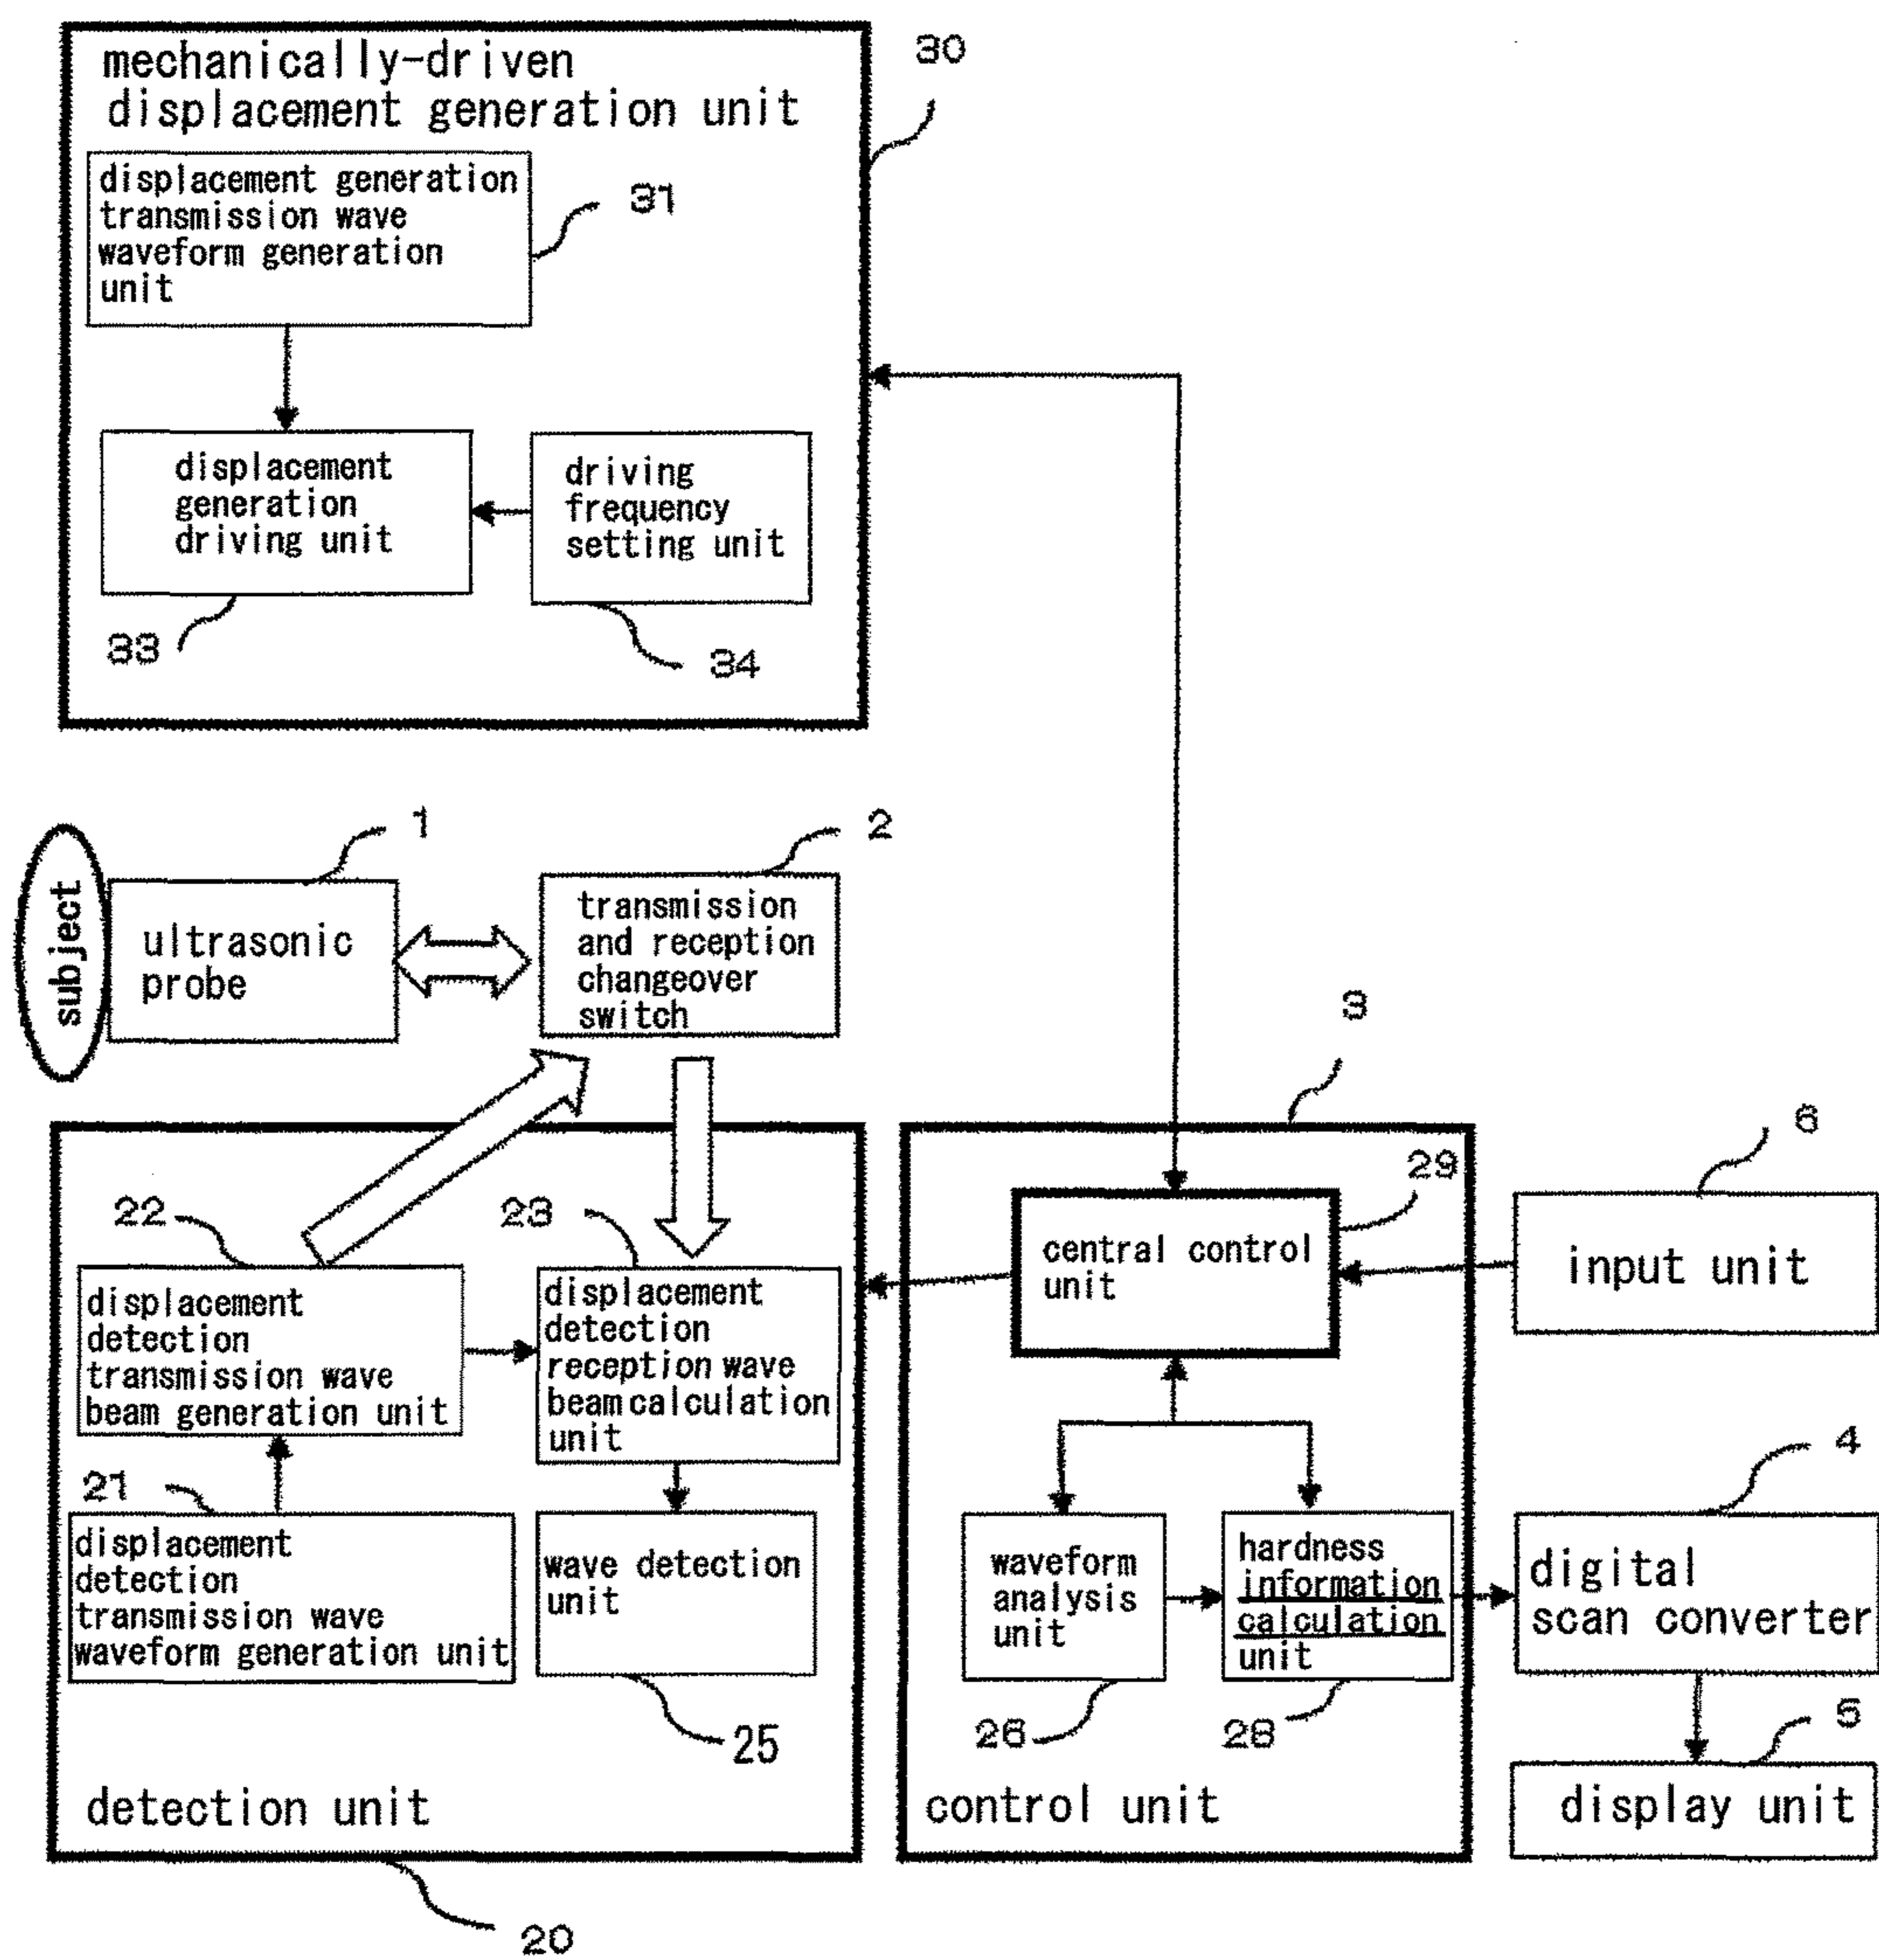 mechanically-driven
displacement generation unit
30
displacement generation
transmission wave
waveform generation
unit
31
displacement
generation
driving unit
driving
frequency
setting unit
33
34
1
2
subject
ultrasonic
probe
transmission
and reception
changeover
switch
3
6
29
22
23
central control
unit
input unit
displacement
detection
transmission wave
beam generation unit
displacement
detection
reception wave
beam calculation
unit
4
21
displacement
detection
transmission wave
waveform generation unit
wave detection
unit
waveform
analysis
unit
hardness
information
calculation
unit
digital
scan converter
25
26
28
5
detection unit
control unit
display unit
20